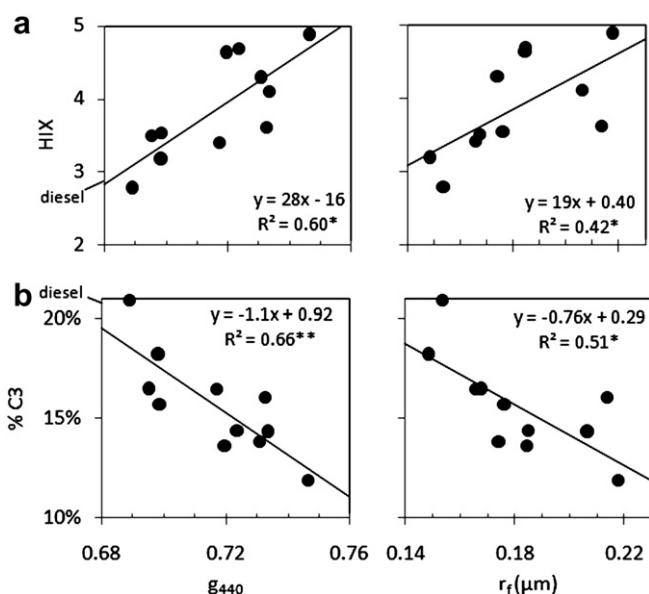 a
5
4
3
2
HIX
diesel
y = 28x - 16
R² = 0.60*
y = 19x + 0.40
R² = 0.42*
b
diesel
20%
15%
10%
% C3
y = -1.1x + 0.92
R² = 0.66**
y = -0.76x + 0.29
R² = 0.51*
0.68 0.72 0.76 0.14 0.18 0.22
g₄₄₀ r_f(µm)